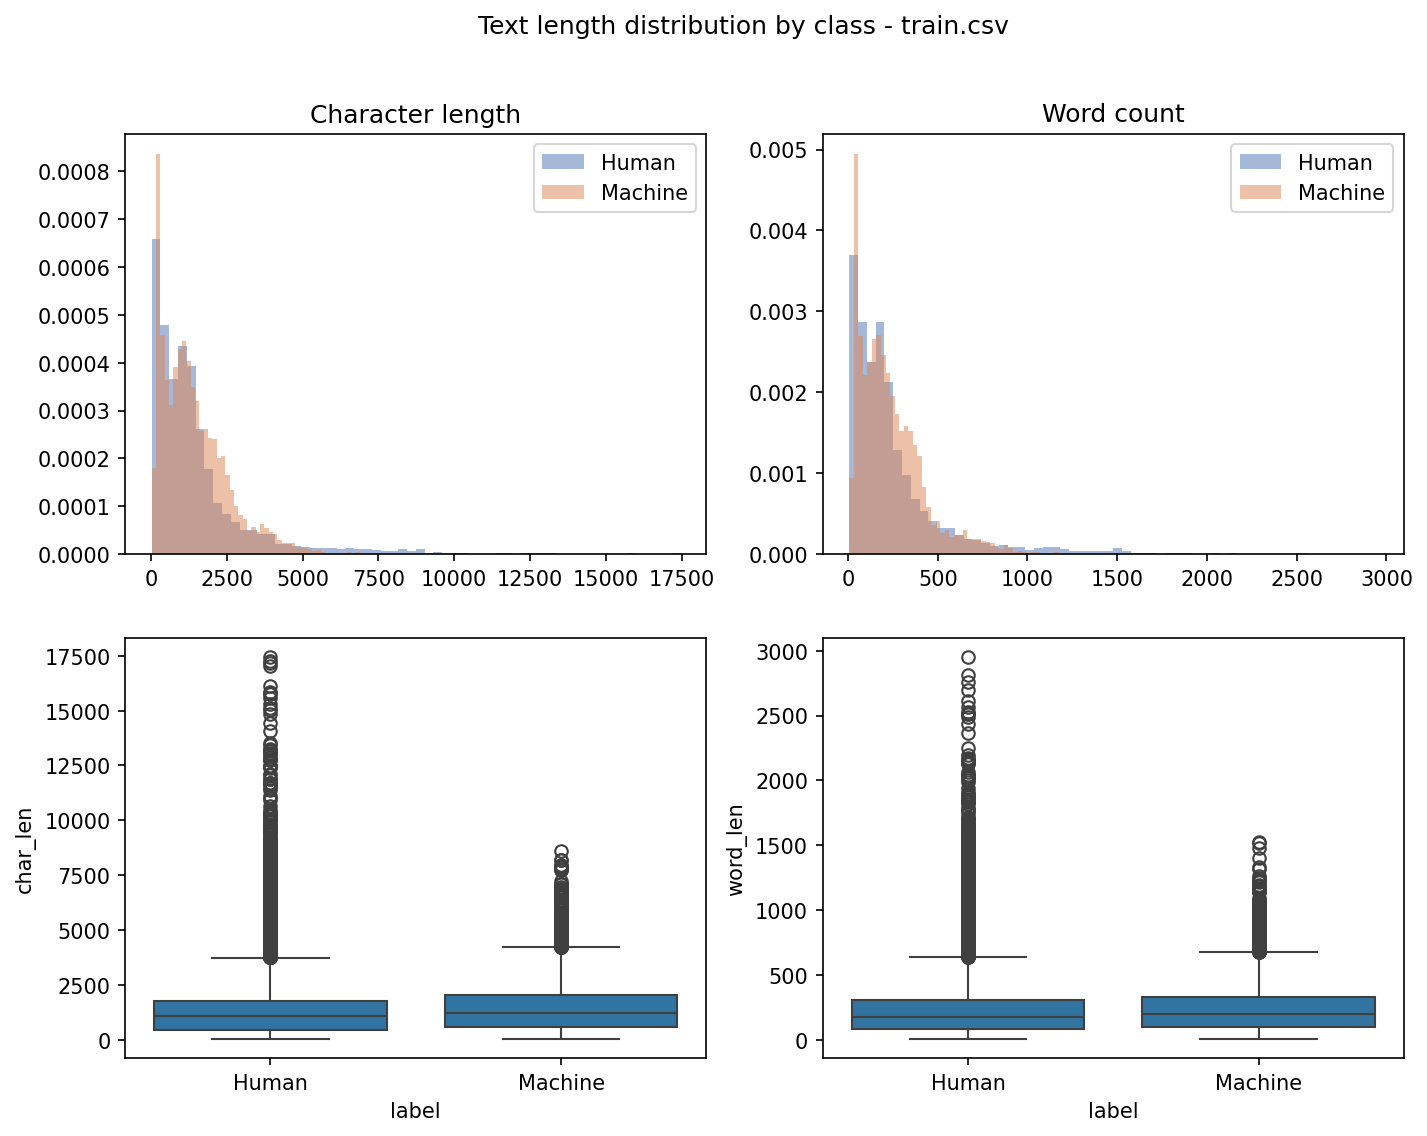 Text length distribution by class - train.csv
Character length
0.0008
0.0007
0.0006
0.0005
0.0004
0.0003
0.0002
0.0001
0.0000
0 2500 5000 7500 10000 12500 15000 17500
Human
Machine
Word count
0.005
0.004
0.003
0.002
0.001
0.000
0 500 1000 1500 2000 2500 3000
Human
Machine
char_len
17500
15000
12500
10000
7500
5000
2500
0
Human Machine
label
word_len
3000
2500
2000
1500
1000
500
0
Human Machine
label